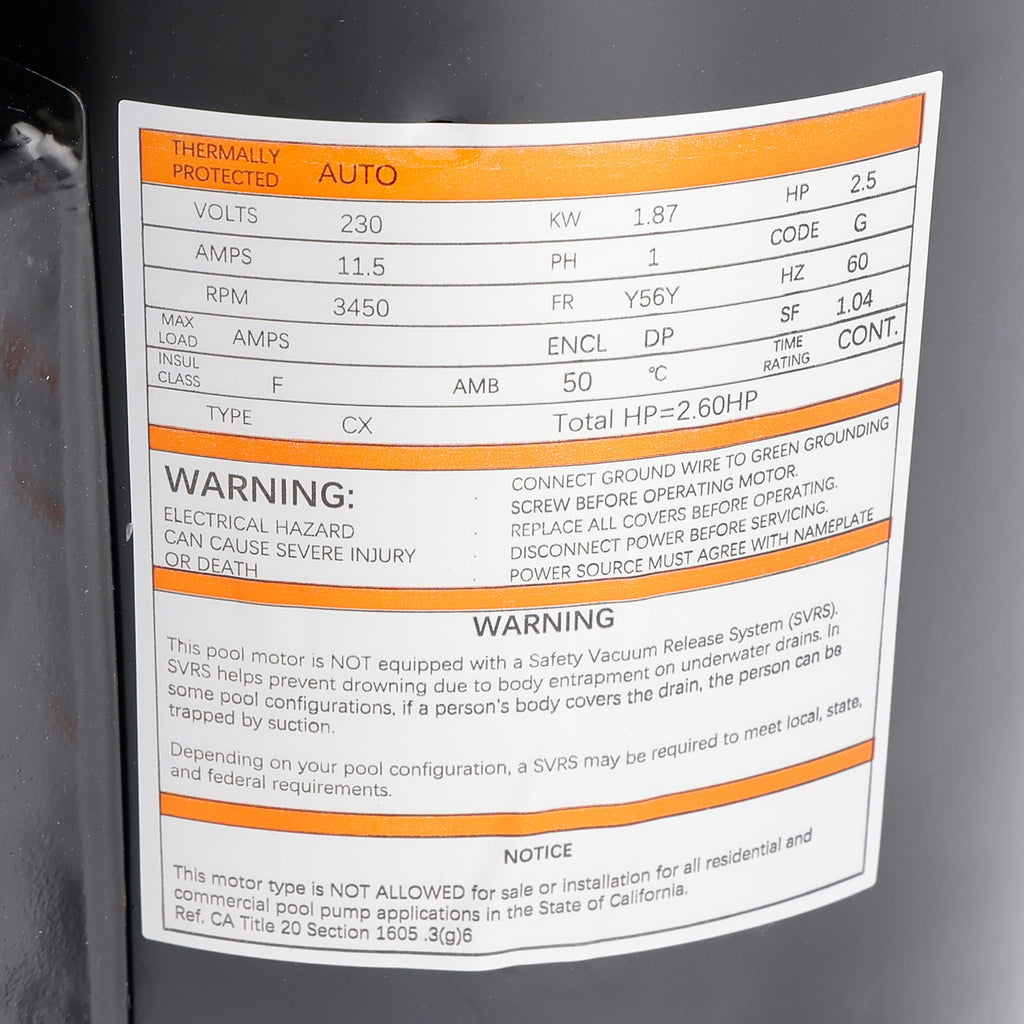 THERMALLY PROTECTED AUTO
VOLTS 230 KW 1.87 HP 2.5
AMPS 11.5 PH 1 CODE G
RPM 3450 FR Y56Y HZ 60
MAX LOAD AMPS ENCL DP SF 1.04
INSUL CLASS F AMB 50 °C TIME RATING CONT.
TYPE CX Total HP=2.60HP
WARNING:
ELECTRICAL HAZARD
CAN CAUSE SEVERE INJURY
OR DEATH
CONNECT GROUND WIRE TO GREEN GROUNDING
SCREW BEFORE OPERATING MOTOR.
REPLACE ALL COVERS BEFORE OPERATING.
DISCONNECT POWER BEFORE SERVICING.
POWER SOURCE MUST AGREE WITH NAMEPLATE
WARNING
This pool motor is NOT equipped with a Safety Vacuum Release System (SVRS).
SVRS helps prevent drowning due to body entrapment on underwater drains. In
some pool configurations, if a person's body covers the drain, the person can be
trapped by suction.
Depending on your pool configuration, a SVRS may be required to meet local, state,
and federal requirements.
NOTICE
This motor type is NOT ALLOWED for sale or installation for all residential and
commercial pool pump applications in the State of California.
Ref. CA Title 20 Section 1605 .3(g)6